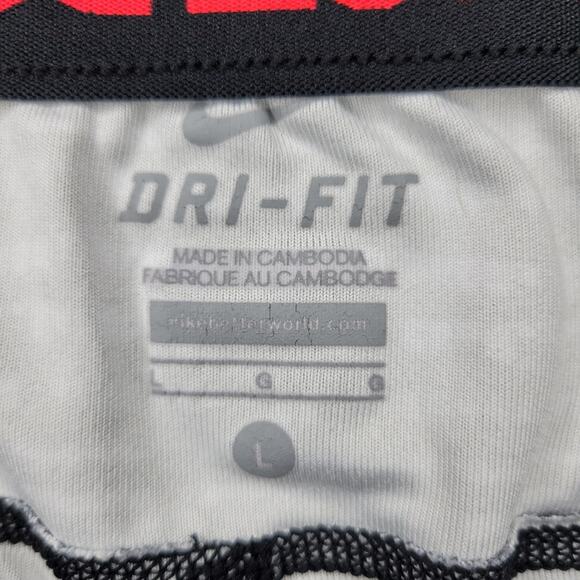 DRI-FIT
MADE IN CAMBODIA
FABRIQUE AU CAMBODGE
nikebetterworld.com
L G G
L